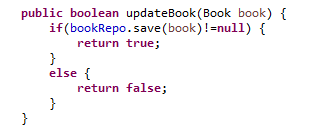 public boolean updateBook(Book book) {
    if(bookRepo.save(book)!=null) {
        return true;
    }
    else {
        return false;
    }
}